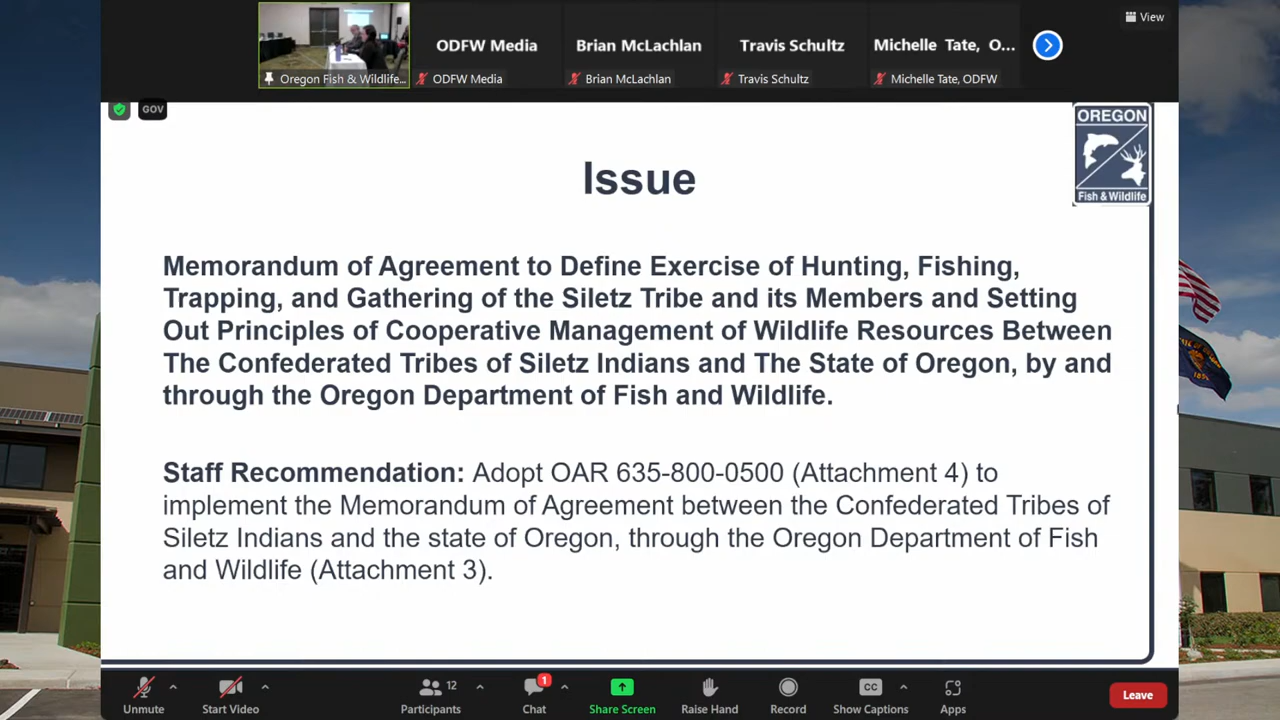 View
ODFW Media
Brian McLachlan
Travis Schultz
Michelle Tate, O...
Oregon Fish & Wildlife...
ODFW Media
Brian McLachlan
Travis Schultz
Michelle Tate, ODFW
GOV
OREGON
Fish & Wildlife
Issue
Memorandum of Agreement to Define Exercise of Hunting, Fishing,
Trapping, and Gathering of the Siletz Tribe and its Members and Setting
Out Principles of Cooperative Management of Wildlife Resources Between
The Confederated Tribes of Siletz Indians and The State of Oregon, by and
through the Oregon Department of Fish and Wildlife.
Staff Recommendation: Adopt OAR 635-800-0500 (Attachment 4) to
implement the Memorandum of Agreement between the Confederated Tribes of
Siletz Indians and the state of Oregon, through the Oregon Department of Fish
and Wildlife (Attachment 3).
12
1
CC
Unmute
Start Video
Participants
Chat
Share Screen
Raise Hand
Record
Show Captions
Apps
Leave